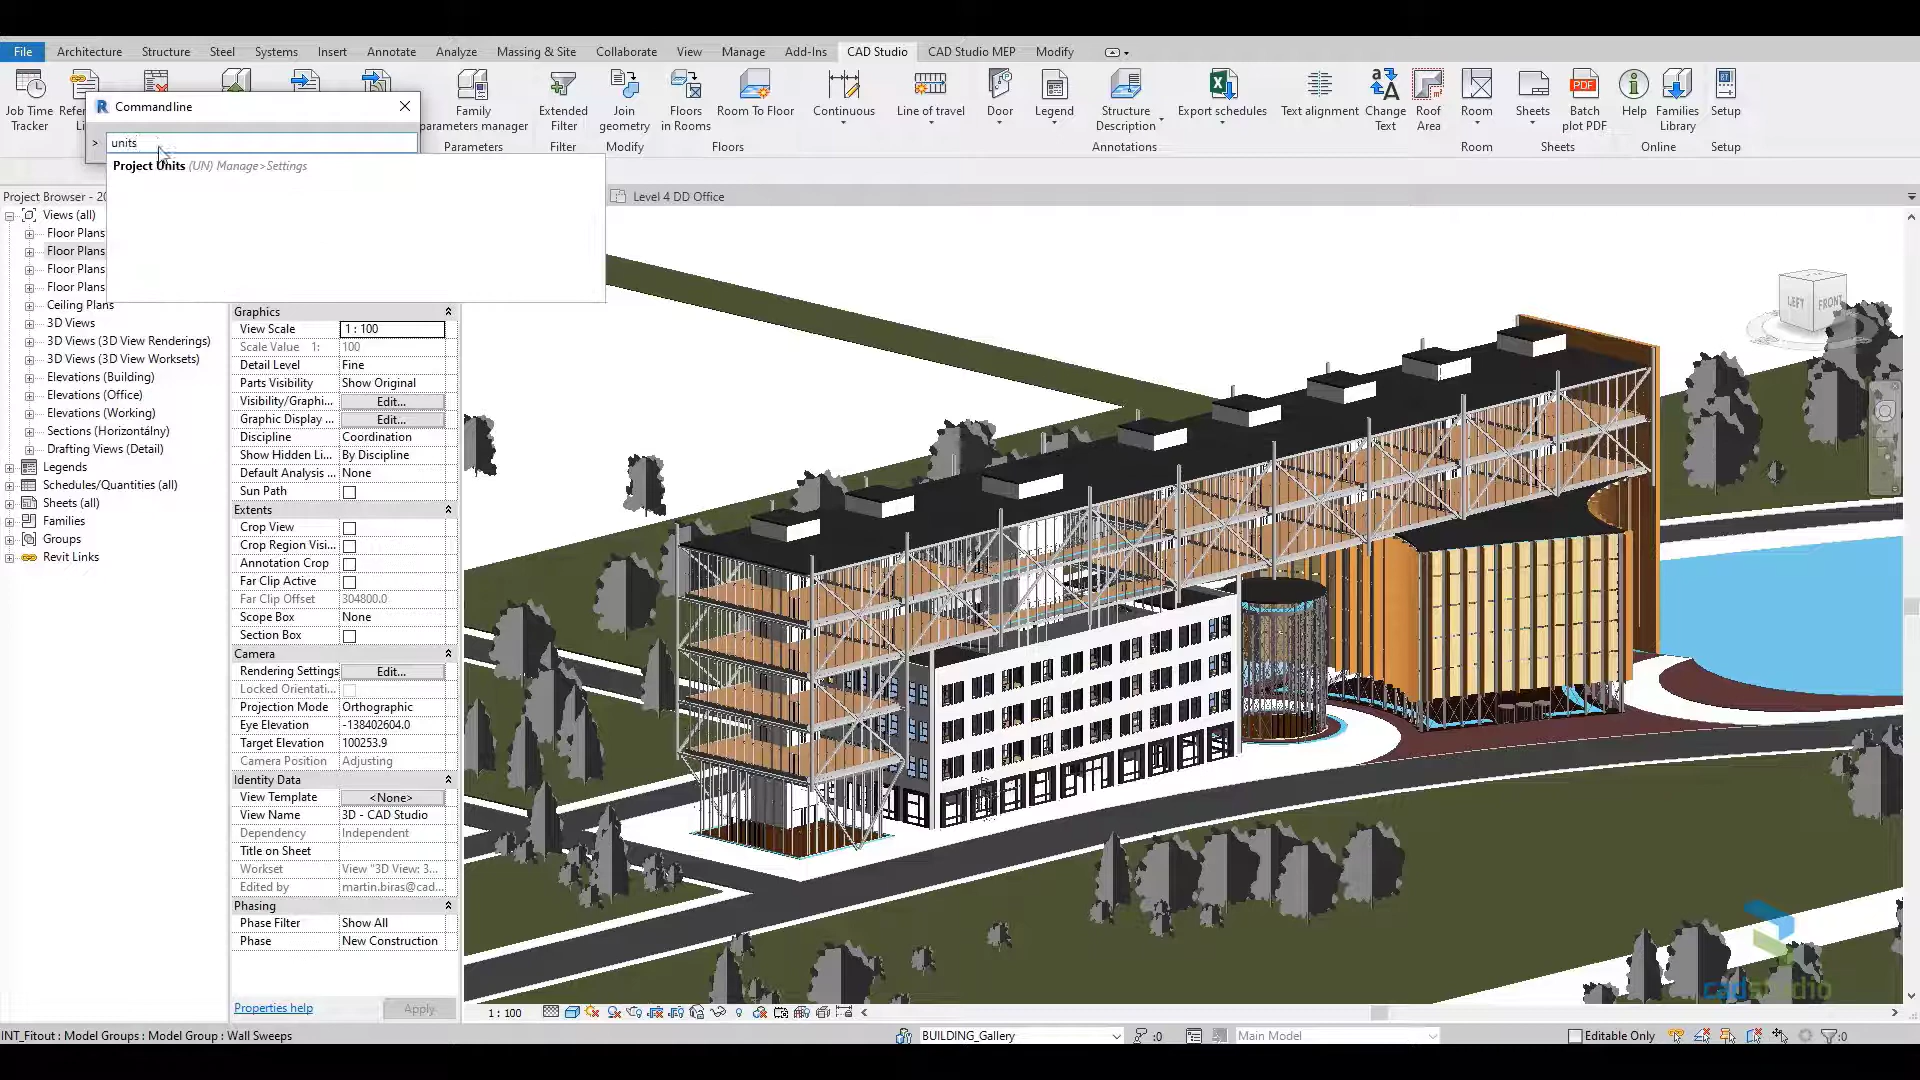 File Architecture Structure Steel Systems Insert Annotate Analyze Massing & Site Collaborate View Manage Add-Ins CAD Studio CAD Studio MEP Modify
Job Time Tracker
Family parameters manager
Extended Filter
Join geometry
Floors in Rooms
Room To Floor
Continuous
Line of travel
Door
Legend
Structure Description
Export schedules
Text alignment
Change Text
Roof Area
Room
Sheets
Batch plot PDF
Help
Families Library
Setup
Parameters Filter Modify Floors Annotations Room Sheets Online Setup
Commandline
> units
Project Units (UN) Manage>Settings
Project Browser - 20
Level 4 DD Office
Views (all)
Floor Plans
Floor Plans
Floor Plans
Floor Plans
Ceiling Plans
3D Views
3D Views (3D View Renderings)
3D Views (3D View Worksets)
Elevations (Building)
Elevations (Office)
Elevations (Working)
Sections (Horizontálny)
Drafting Views (Detail)
Legends
Schedules/Quantities (all)
Sheets (all)
Families
Groups
Revit Links
Graphics
View Scale 1 : 100
Scale Value 1: 100
Detail Level Fine
Parts Visibility Show Original
Visibility/Graphi... Edit...
Graphic Display ... Edit...
Discipline Coordination
Show Hidden Li... By Discipline
Default Analysis ... None
Sun Path
Extents
Crop View
Crop Region Visi...
Annotation Crop
Far Clip Active
Far Clip Offset 304800.0
Scope Box None
Section Box
Camera
Rendering Settings Edit...
Locked Orientati...
Projection Mode Orthographic
Eye Elevation -138402604.0
Target Elevation 100253.9
Camera Position Adjusting
Identity Data
View Template <None>
View Name 3D - CAD Studio
Dependency Independent
Title on Sheet
Workset View "3D View: 3...
Edited by martin.biras@cad...
Phasing
Phase Filter Show All
Phase New Construction
Properties help Apply
LEFT FRONT
cadstudio
1 : 100
INT_Fitout : Model Groups : Model Group : Wall Sweeps
BUILDING_Gallery
:0
Main Model
Editable Only
:0